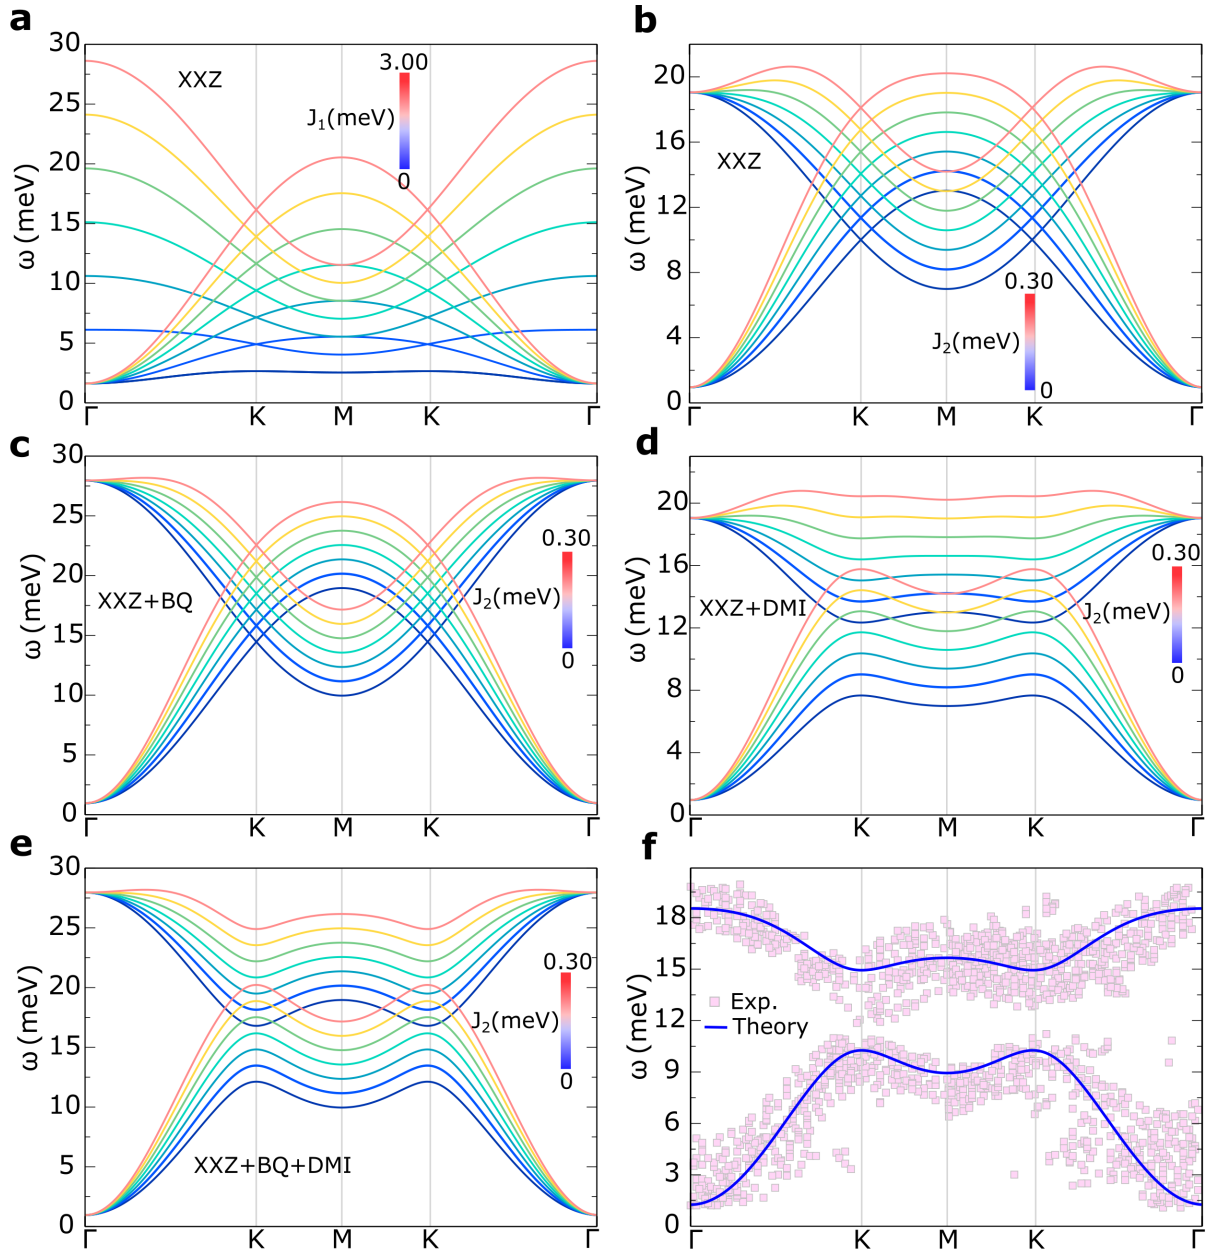 a
30
25
20
15
10
5
0
ω (meV)
XXZ
3.00
J₁(meV)
0
Γ K M K Γ
b
20
16
12
8
4
0
ω (meV)
XXZ
0.30
J₂(meV)
0
Γ K M K Γ
c
30
25
20
15
10
5
0
ω (meV)
XXZ+BQ
0.30
J₂(meV)
0
Γ K M K Γ
d
20
16
12
8
4
0
ω (meV)
XXZ+DMI
0.30
J₂(meV)
0
Γ K M K Γ
e
30
25
20
15
10
5
0
ω (meV)
0.30
J₂(meV)
0
XXZ+BQ+DMI
Γ K M K Γ
f
18
15
12
9
6
3
0
ω (meV)
Exp.
Theory
Γ K M K Γ